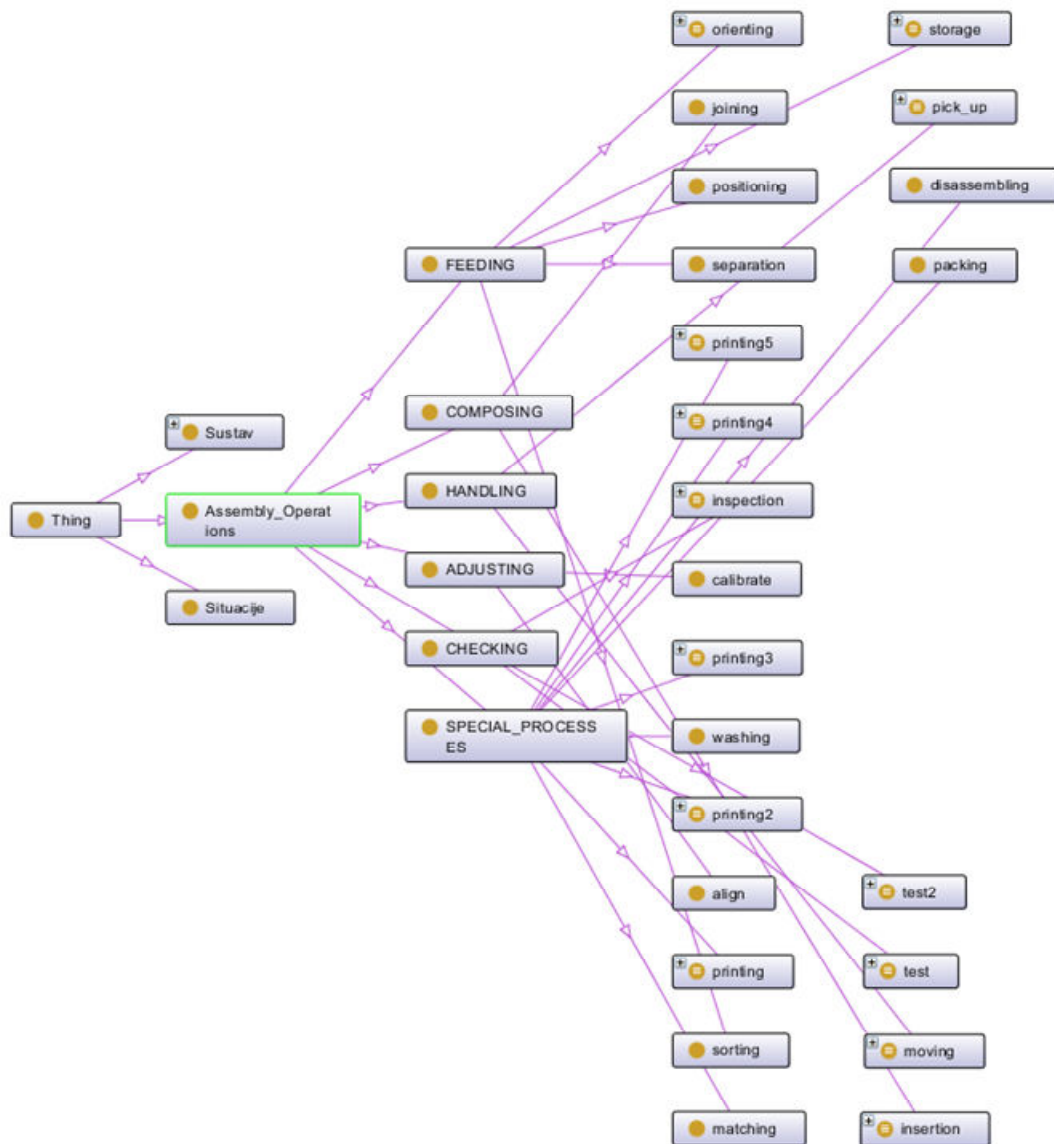 orienting
storage
joining
pick_up
positioning
disassembling
FEEDING
separation
packing
printing5
COMPOSING
printing4
Sustav
HANDLING
inspection
Thing
Assembly_Operat
ions
ADJUSTING
calibrate
Situacije
CHECKING
printing3
SPECIAL_PROCESS
ES
washing
printing2
align
test2
printing
test
sorting
moving
matching
insertion